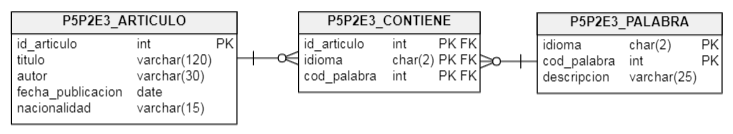 P5P2E3_ARTICULO
id_articulo int PK
titulo varchar(120)
autor varchar(30)
fecha_publicacion date
nacionalidad varchar(15)
P5P2E3_CONTIENE
id_articulo int PK FK
idioma char(2) PK FK
cod_palabra int PK FK
P5P2E3_PALABRA
idioma char(2) PK
cod_palabra int PK
descripcion varchar(25)